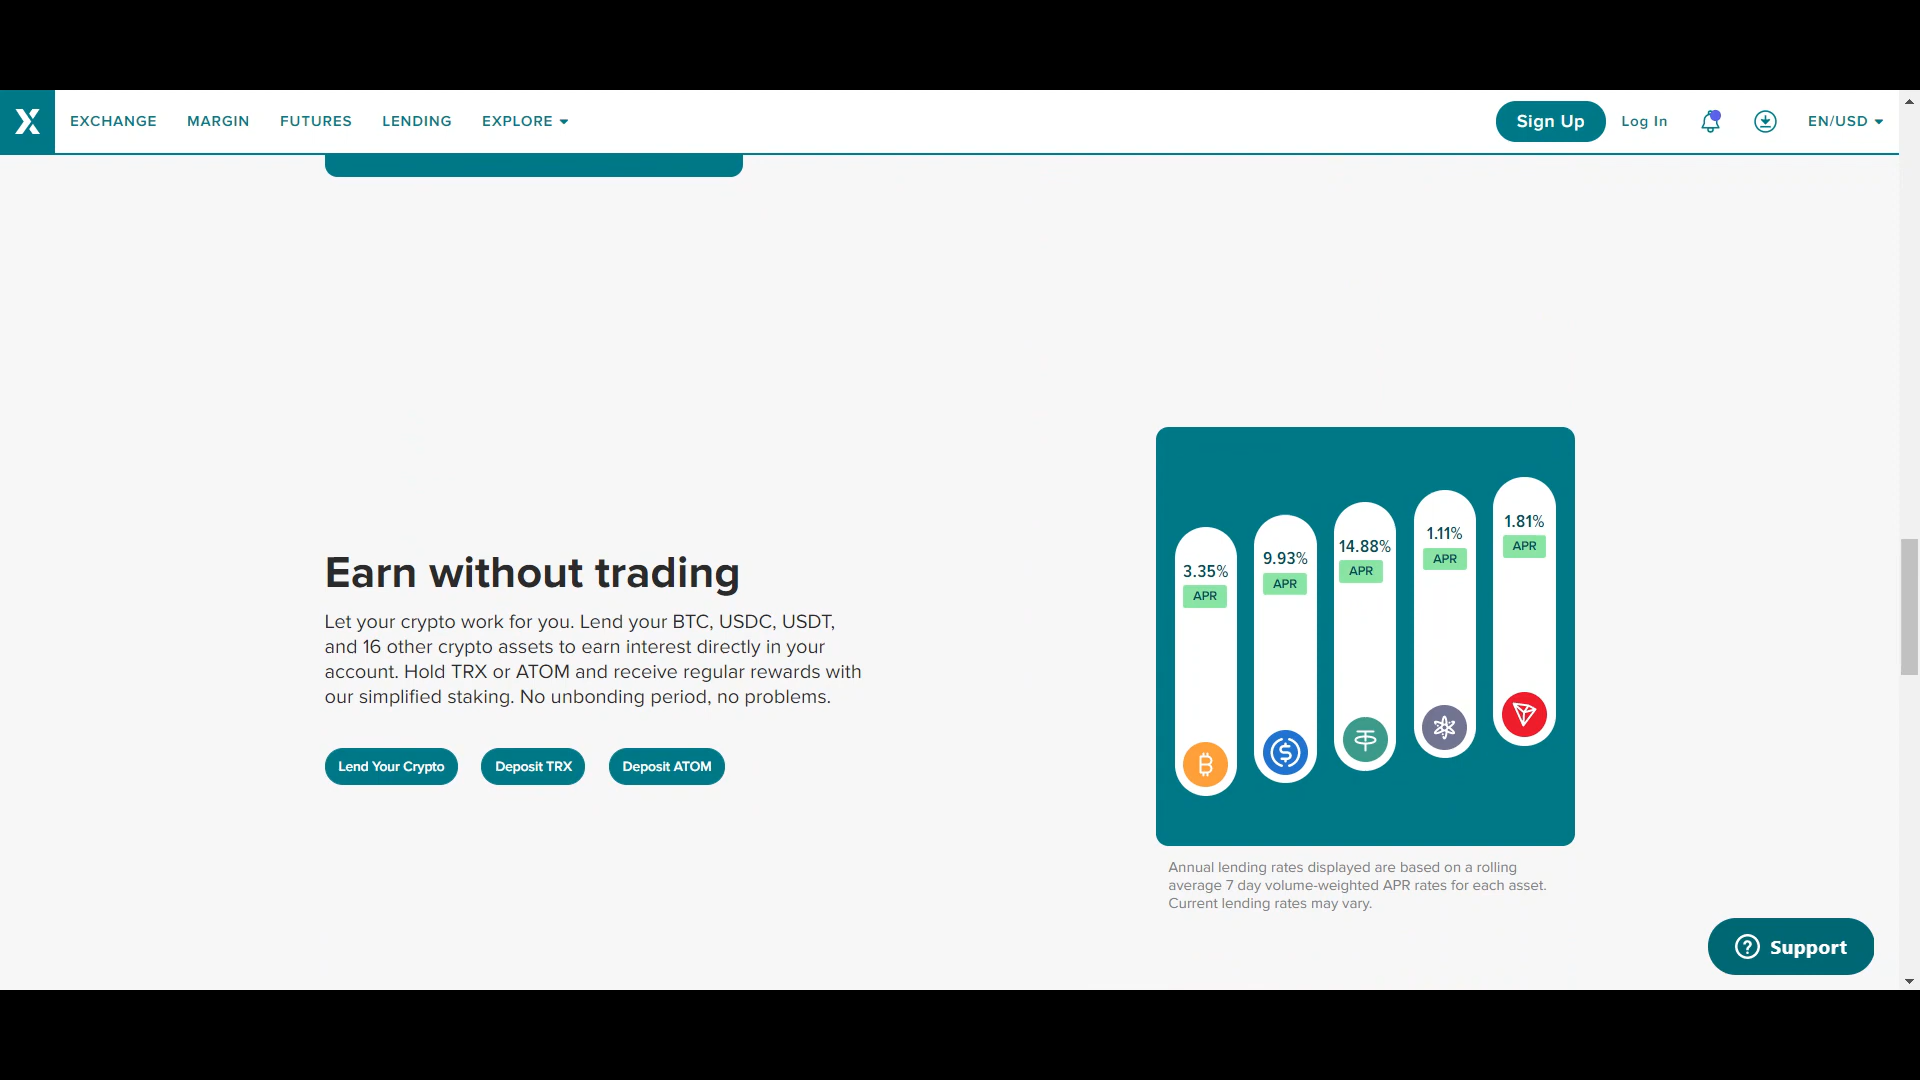 EXCHANGE MARGIN FUTURES LENDING EXPLORE
Sign Up Log In EN/USD
Earn without trading
Let your crypto work for you. Lend your BTC, USDC, USDT,
and 16 other crypto assets to earn interest directly in your
account. Hold TRX or ATOM and receive regular rewards with
our simplified staking. No unbonding period, no problems.
Lend Your Crypto Deposit TRX Deposit ATOM
3.35%
APR
9.93%
APR
14.88%
APR
1.11%
APR
1.81%
APR
Annual lending rates displayed are based on a rolling
average 7 day volume-weighted APR rates for each asset.
Current lending rates may vary.
Support